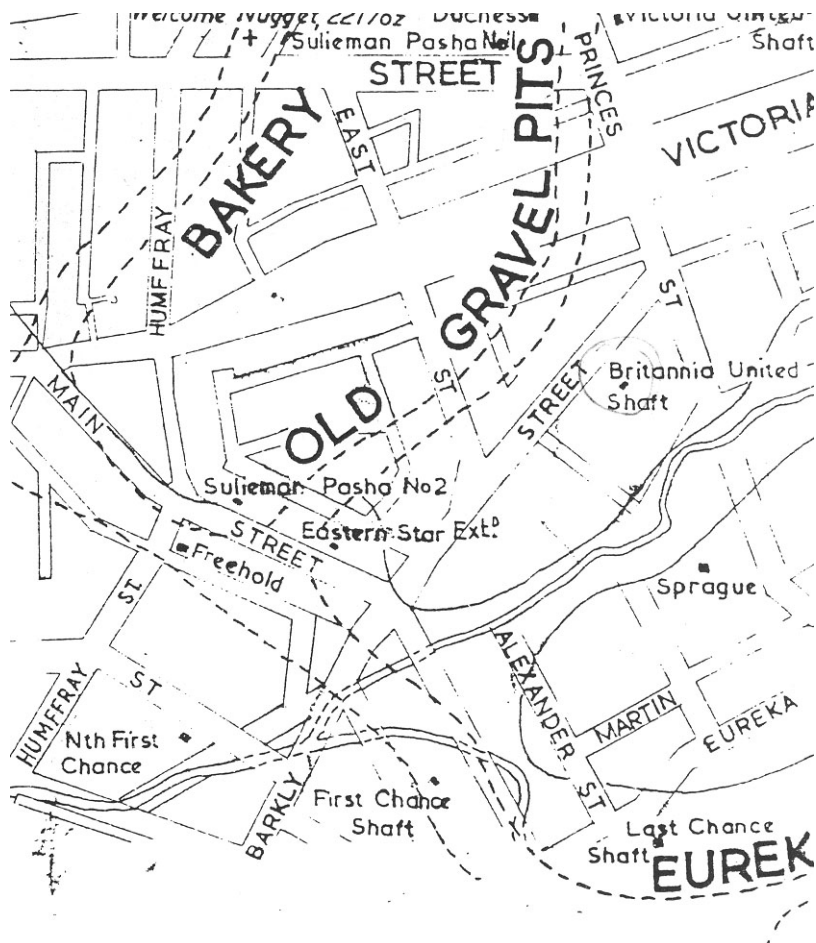 Welcome Nugget, 2217oz
Duchess
Sulieman Pasha No1
Victoria United
Shaft
STREET
PRINCES
VICTORIA
EAST
BAKERY
HUMFFRAY
OLD GRAVEL PITS
ST
ST
STREET
Britannia United
Shaft
MAIN
STREET
Sulieman Pasha No2
Eastern Star Ext.D
Freehold
Sprague
ST.
ST
HUMFFRAY
ALEXANDER
ST
MARTIN
EUREKA
Nth First
Chance
BARKLY
First Chance
Shaft
Last Chance
Shaft
EUREK